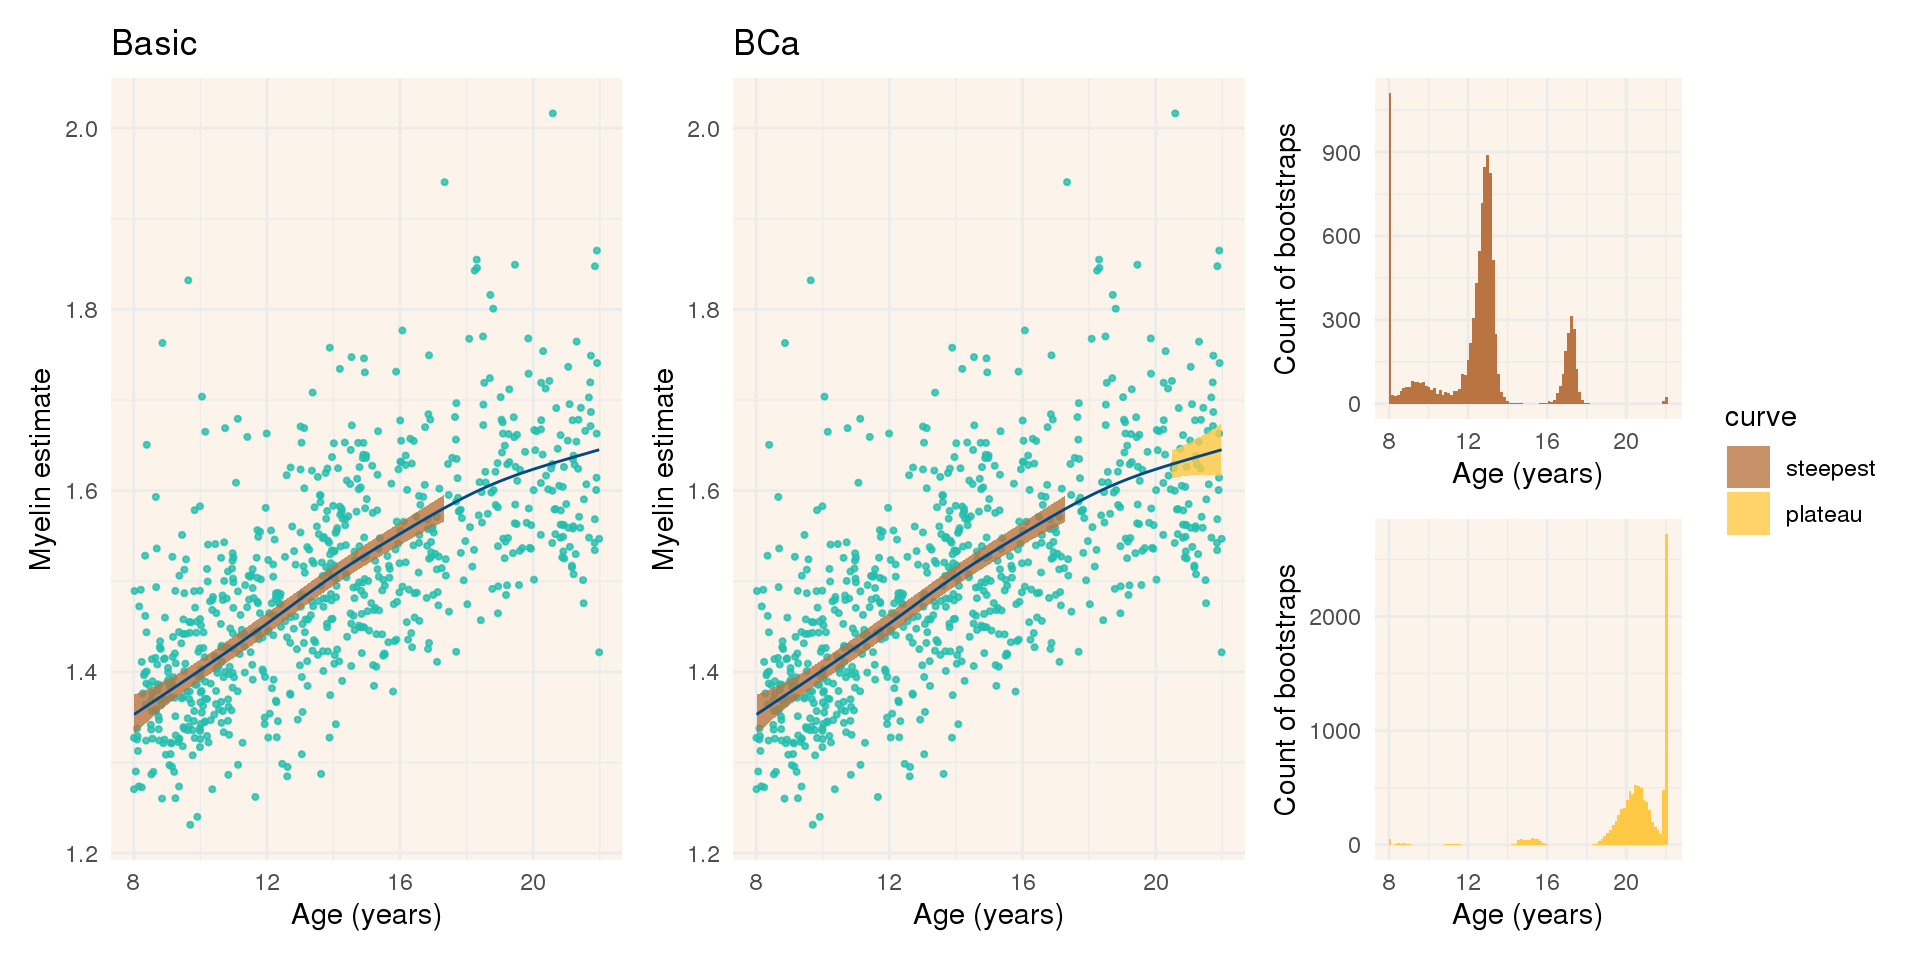 Basic
Myelin estimate
2.0
1.8
1.6
1.4
1.2
8 12 16 20
Age (years)
BCa
Myelin estimate
2.0
1.8
1.6
1.4
1.2
8 12 16 20
Age (years)
Count of bootstraps
900
600
300
0
8 12 16 20
Age (years)
Count of bootstraps
2000
1000
0
8 12 16 20
Age (years)
curve
steepest
plateau